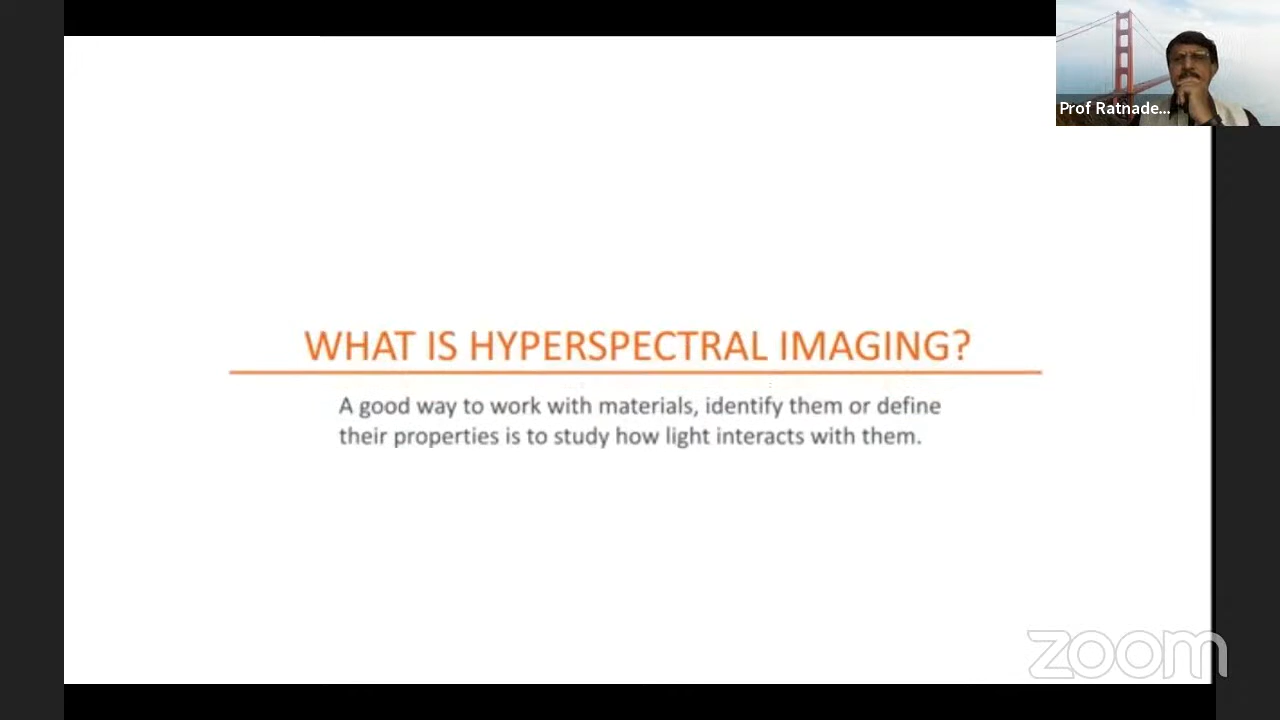 Prof Ratnade...
WHAT IS HYPERSPECTRAL IMAGING?
A good way to work with materials, identify them or define
their properties is to study how light interacts with them.
zoom